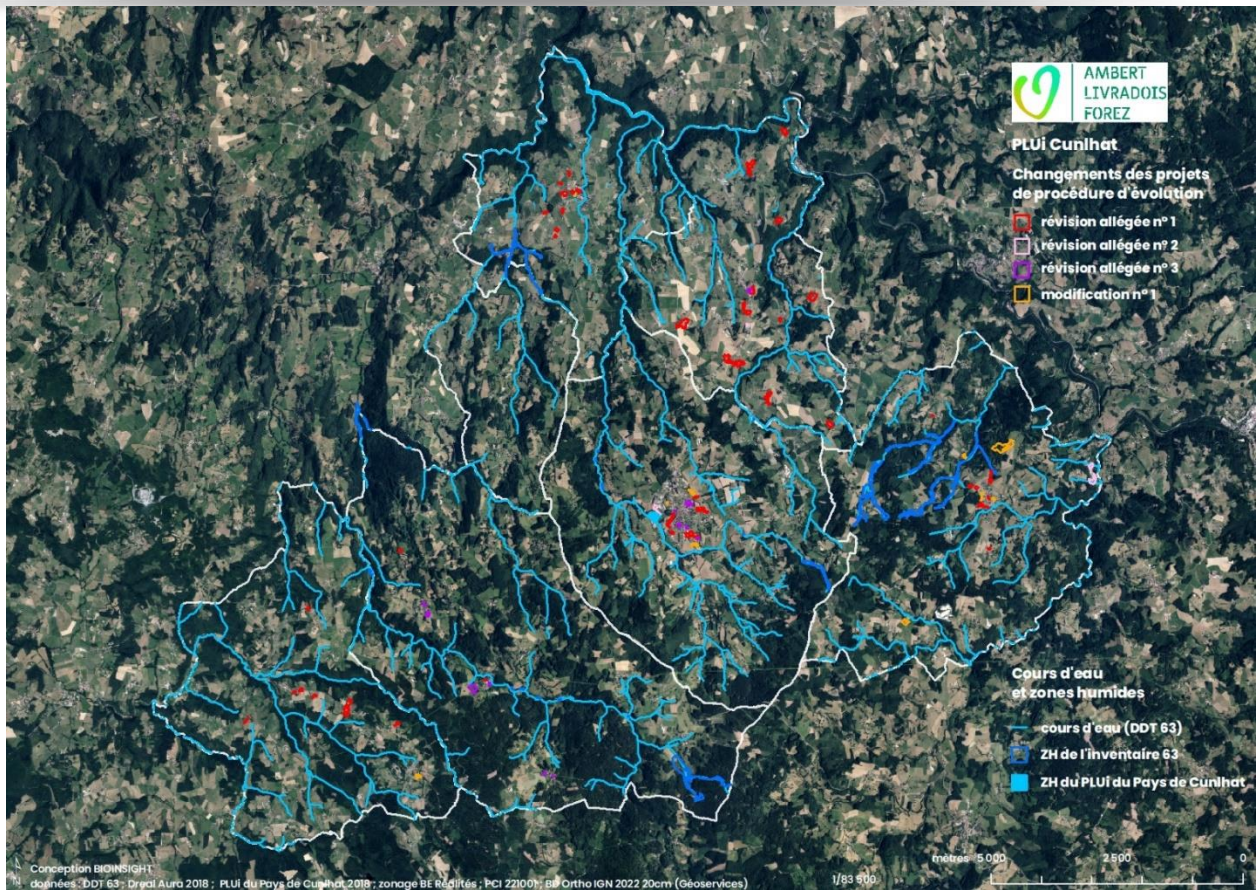 AMBERT
LIVRADOIS
FOREZ
PLUi Cunlhat
Changements des projets
de procédure d'évolution
révision allégée n° 1
révision allégée n° 2
révision allégée n° 3
modification n° 1
Cours d'eau
et zones humides
cours d'eau (DDT 63)
ZH de l'inventaire 63
ZH du PLUi du Pays de Cunlhat
mètres 5 000 2 500 0
1/83 500
Conception BIOINSIGHT
données : DDT 63 ; Dreal Aura 2018 ; PLUi du Pays de Cunlhat 2018 ; zonage BE Réalités ; PCI 221001 ; BD Ortho IGN 2022 20cm (Géoservices)